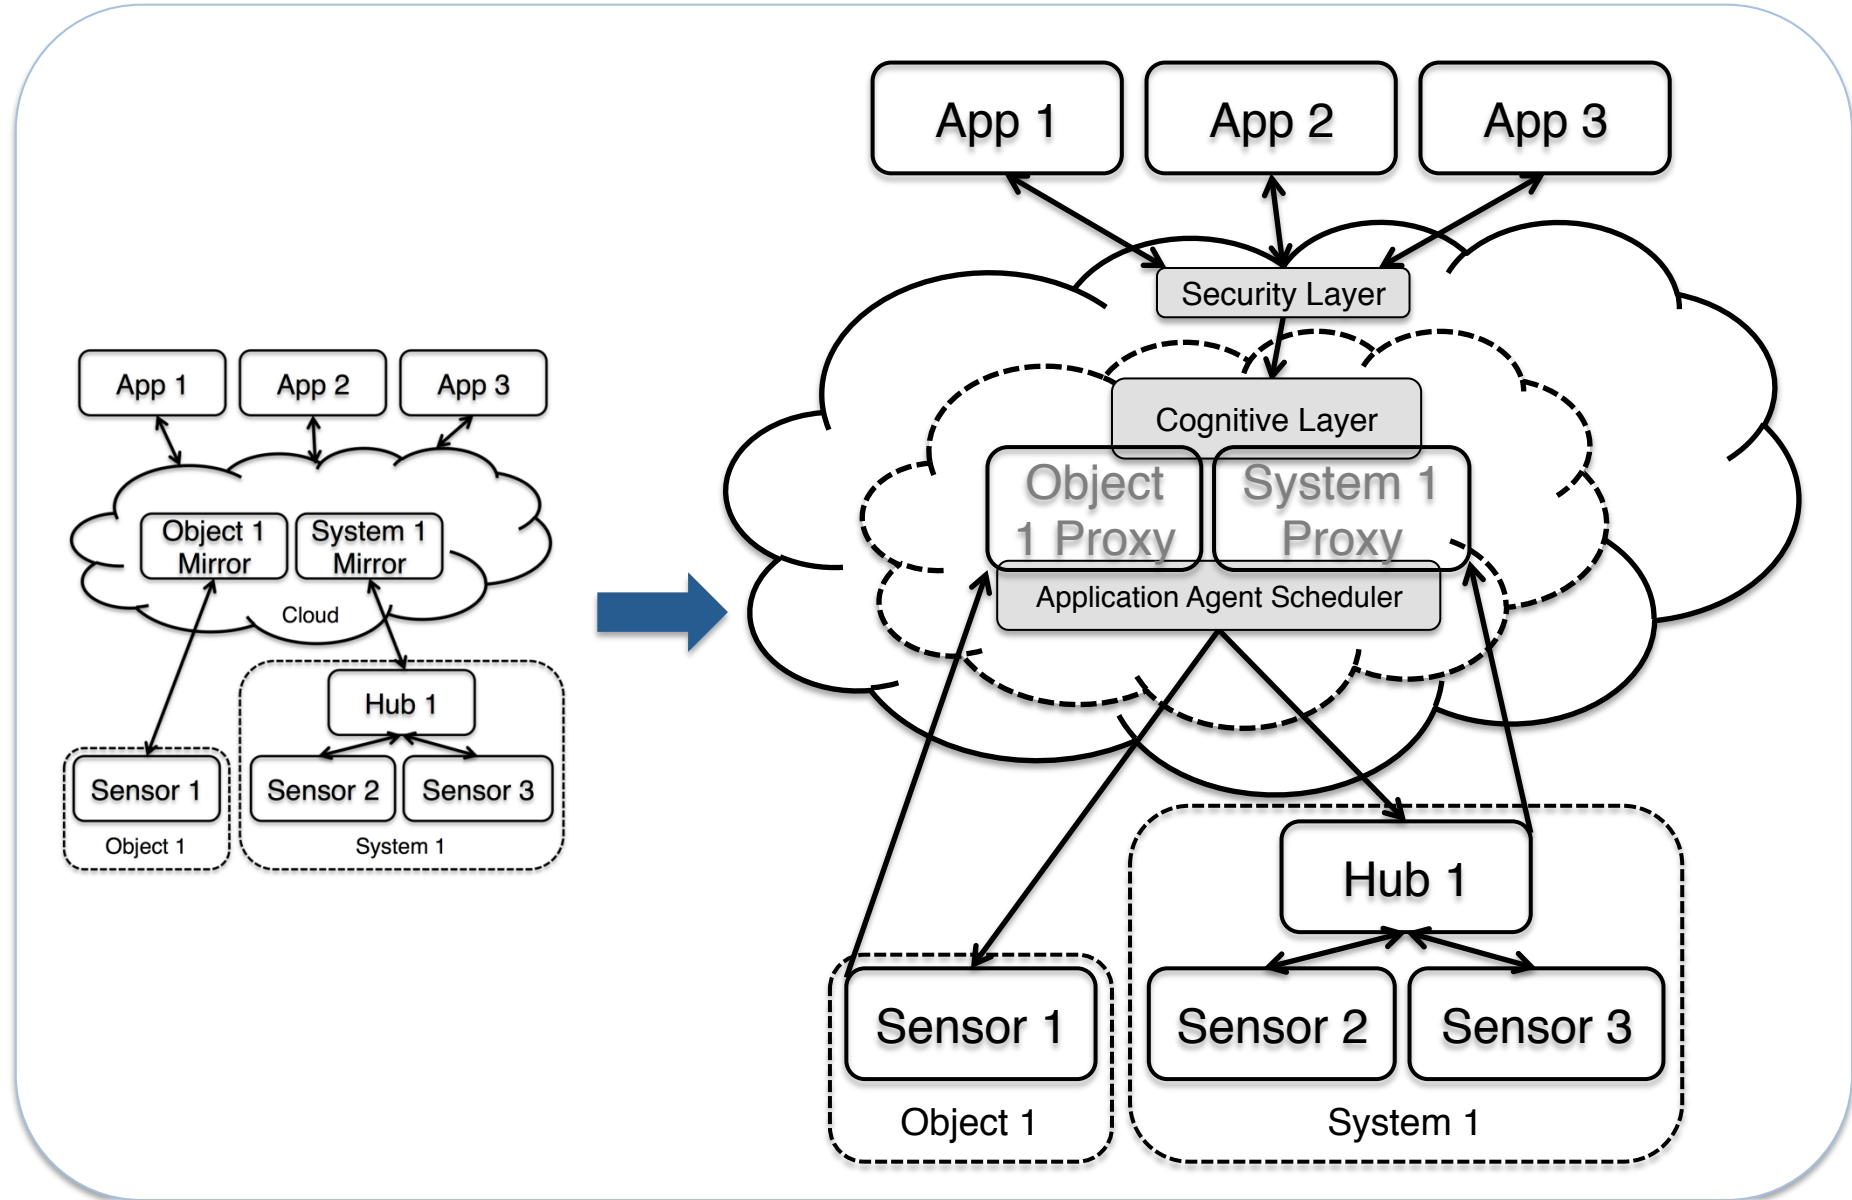 App 1
App 2
App 3
Object 1
Mirror
System 1
Mirror
Cloud
Hub 1
Sensor 1
Sensor 2
Sensor 3
Object 1
System 1
App 1
App 2
App 3
Security Layer
Cognitive Layer
Object
1 Proxy
System 1
Proxy
Application Agent Scheduler
Hub 1
Sensor 1
Sensor 2
Sensor 3
Object 1
System 1